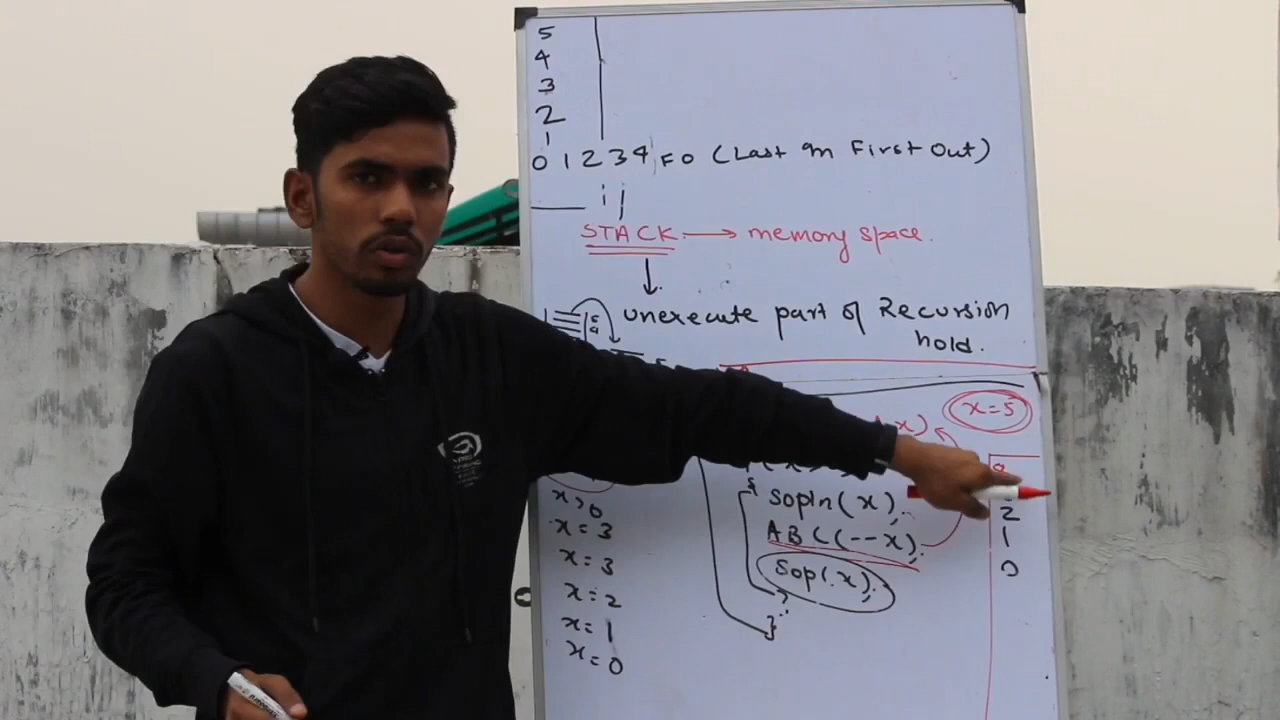 5
4
3
2
1
0 1 2 3 4 FO (Last in First Out)
STACK → memory space.
unexecute part of Recursion
hold.
x=5
x>0
x=3
x=3
x=2
x=1
x=0
sopln(x);
ABC(--x);
Sop(x);
}
}
2
1
0